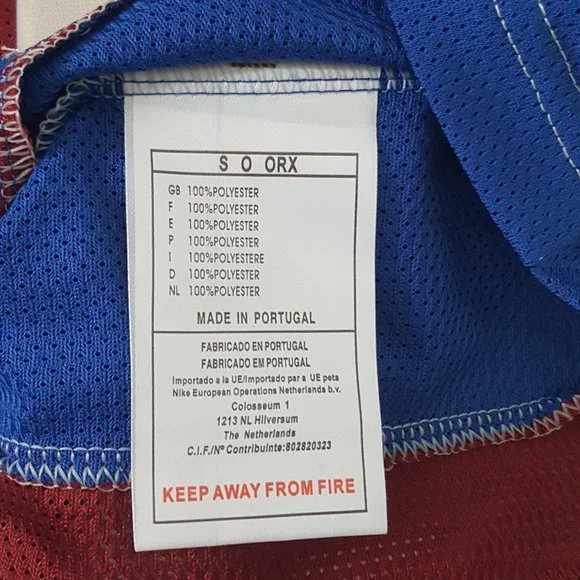 S O ORX
GB 100%POLYESTER
F 100%POLYESTER
E 100%POLYESTER
P 100%POLYESTER
I 100%POLYESTERE
D 100%POLYESTER
NL 100%POLYESTER
MADE IN PORTUGAL
FABRICADO EN PORTUGAL
FABRICADO EM PORTUGAL
Importado a la UE/Importado par a UE peta
Nike European Operations Netherlands b.v.
Colosseum 1
1213 NL Hilversum
The Netherlands
C.I.F./Nº Contribuinte:802820323
KEEP AWAY FROM FIRE